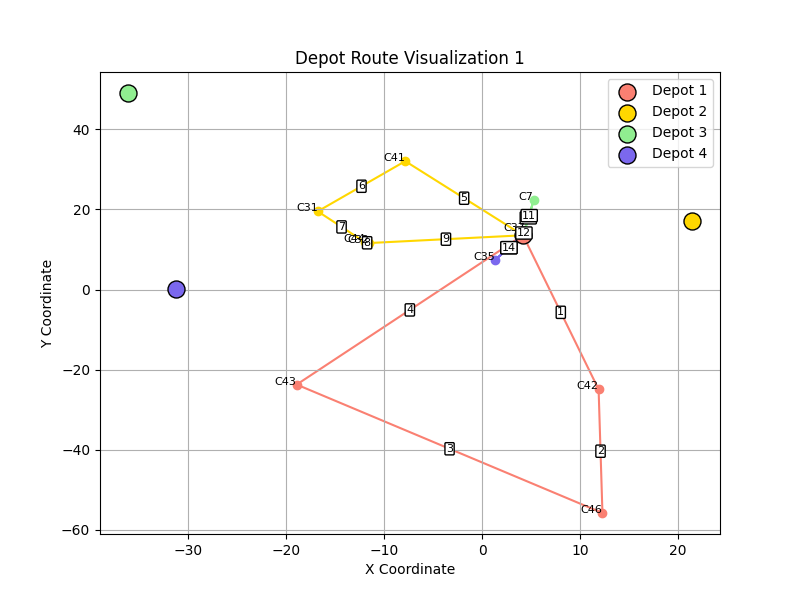 Depot Route Visualization 1
Depot 1
Depot 2
Depot 3
Depot 4
40
20
0
−20
−40
−60
−30
−20
−10
0
10
20
X Coordinate
Y Coordinate
C41
C31
C7
C35
C43
C42
C46
1
2
3
4
5
6
7
8
9
11
12
14